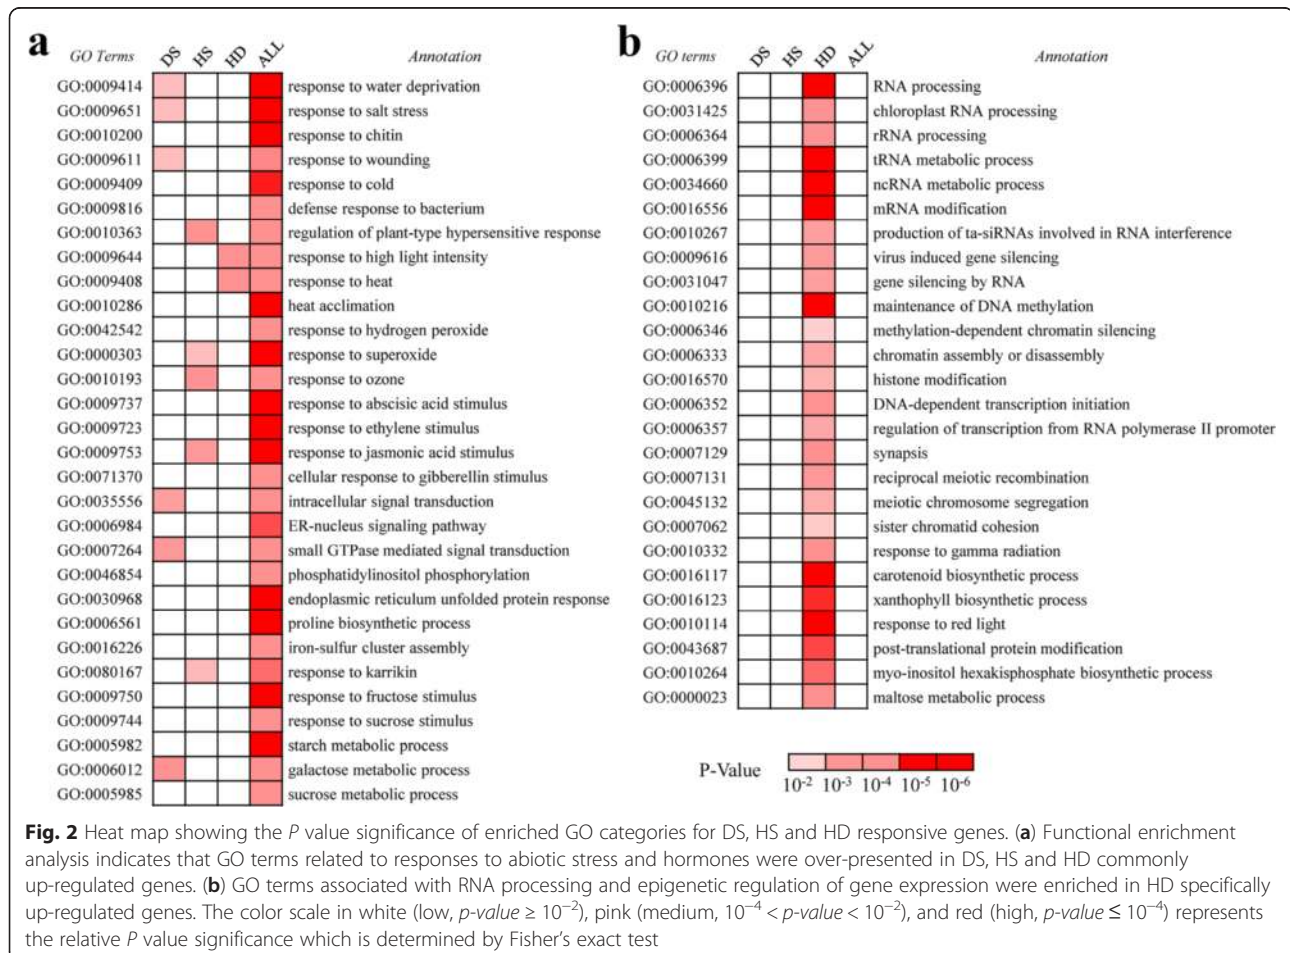 a
GO Terms DS HS HD ALL Annotation
GO:0009414 response to water deprivation
GO:0009651 response to salt stress
GO:0010200 response to chitin
GO:0009611 response to wounding
GO:0009409 response to cold
GO:0009816 defense response to bacterium
GO:0010363 regulation of plant-type hypersensitive response
GO:0009644 response to high light intensity
GO:0009408 response to heat
GO:0010286 heat acclimation
GO:0042542 response to hydrogen peroxide
GO:0000303 response to superoxide
GO:0010193 response to ozone
GO:0009737 response to abscisic acid stimulus
GO:0009723 response to ethylene stimulus
GO:0009753 response to jasmonic acid stimulus
GO:0071370 cellular response to gibberellin stimulus
GO:0035556 intracellular signal transduction
GO:0006984 ER-nucleus signaling pathway
GO:0007264 small GTPase mediated signal transduction
GO:0046854 phosphatidylinositol phosphorylation
GO:0030968 endoplasmic reticulum unfolded protein response
GO:0006561 proline biosynthetic process
GO:0016226 iron-sulfur cluster assembly
GO:0080167 response to karrikin
GO:0009750 response to fructose stimulus
GO:0009744 response to sucrose stimulus
GO:0005982 starch metabolic process
GO:0006012 galactose metabolic process
GO:0005985 sucrose metabolic process
b
GO terms DS HS HD ALL Annotation
GO:0006396 RNA processing
GO:0031425 chloroplast RNA processing
GO:0006364 rRNA processing
GO:0006399 tRNA metabolic process
GO:0034660 ncRNA metabolic process
GO:0016556 mRNA modification
GO:0010267 production of ta-siRNAs involved in RNA interference
GO:0009616 virus induced gene silencing
GO:0031047 gene silencing by RNA
GO:0010216 maintenance of DNA methylation
GO:0006346 methylation-dependent chromatin silencing
GO:0006333 chromatin assembly or disassembly
GO:0016570 histone modification
GO:0006352 DNA-dependent transcription initiation
GO:0006357 regulation of transcription from RNA polymerase II promoter
GO:0007129 synapsis
GO:0007131 reciprocal meiotic recombination
GO:0045132 meiotic chromosome segregation
GO:0007062 sister chromatid cohesion
GO:0010332 response to gamma radiation
GO:0016117 carotenoid biosynthetic process
GO:0016123 xanthophyll biosynthetic process
GO:0010114 response to red light
GO:0043687 post-translational protein modification
GO:0010264 myo-inositol hexakisphosphate biosynthetic process
GO:0000023 maltose metabolic process
P-Value
10⁻² 10⁻³ 10⁻⁴ 10⁻⁵ 10⁻⁶
Fig. 2 Heat map showing the P value significance of enriched GO categories for DS, HS and HD responsive genes. (a) Functional enrichment
analysis indicates that GO terms related to responses to abiotic stress and hormones were over-presented in DS, HS and HD commonly
up-regulated genes. (b) GO terms associated with RNA processing and epigenetic regulation of gene expression were enriched in HD specifically
up-regulated genes. The color scale in white (low, p-value ≥ 10⁻²), pink (medium, 10⁻⁴ < p-value < 10⁻²), and red (high, p-value ≤ 10⁻⁴) represents
the relative P value significance which is determined by Fisher's exact test